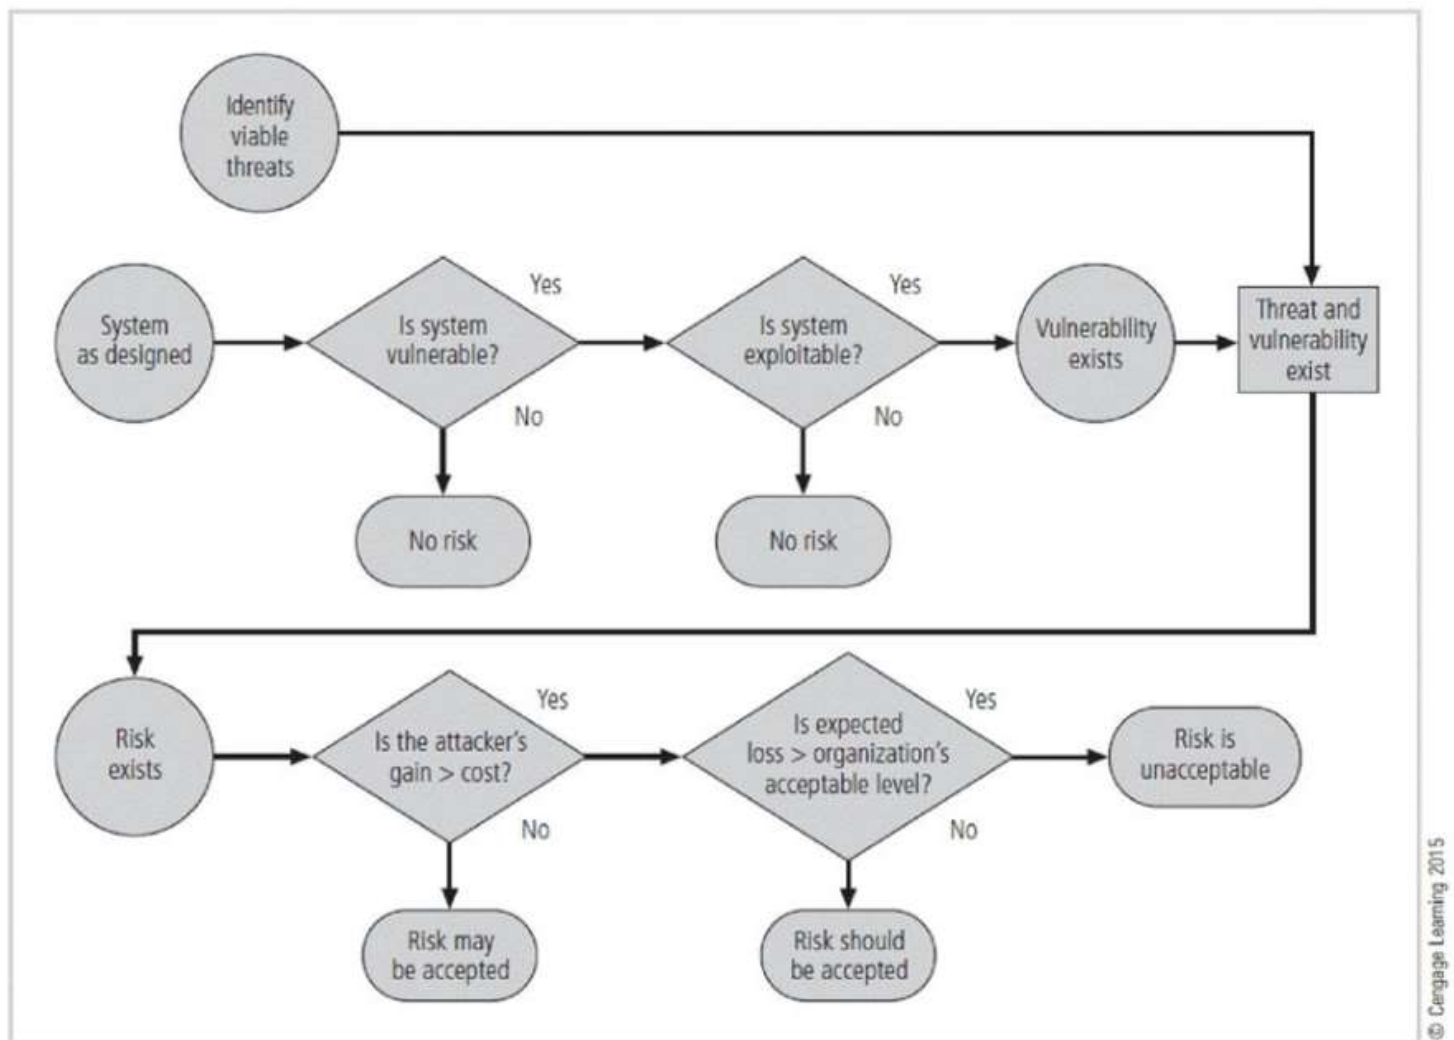 Identify
viable
threats
System
as designed
Is system
vulnerable?
Yes
No
No risk
Is system
exploitable?
Yes
No
No risk
Vulnerability
exists
Threat and
vulnerability
exist
Risk
exists
Is the attacker's
gain > cost?
Yes
No
Risk may
be accepted
Is expected
loss > organization's
acceptable level?
Yes
No
Risk should
be accepted
Risk is
unacceptable
© Cengage Learning 2015